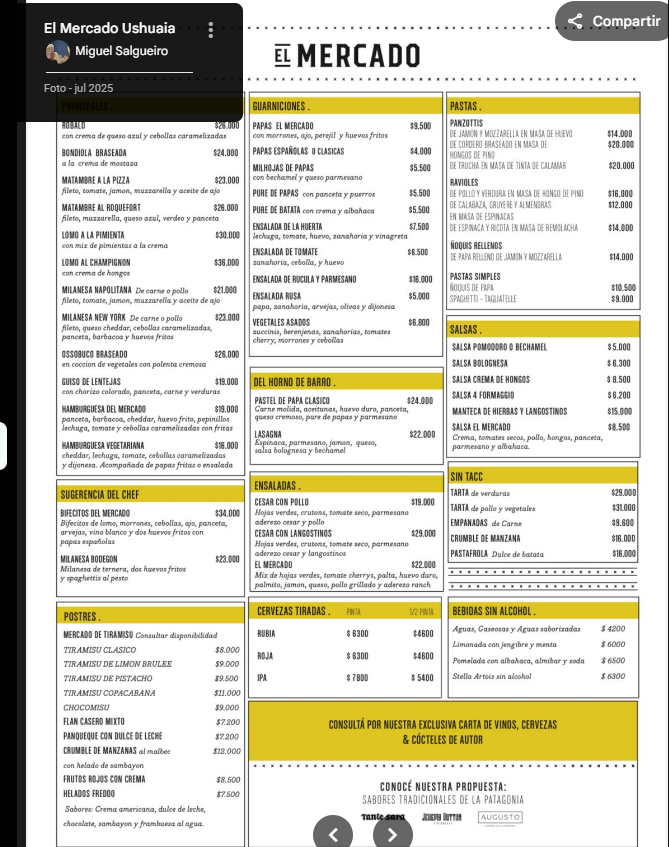 El Mercado Ushuaia
Miguel Salgueiro
Foto - jul 2025
Compartir
EL MERCADO
PRINCIPALES .
ROBALO $26.000
con crema de queso azul y cebollas caramelizadas
BONDIOLA BRASEADA $24.000
a la crema de mostaza
MATAMBRE A LA PIZZA $23.000
fileto, tomate, jamon, muzzarella y aceite de ajo
MATAMBRE AL ROQUEFORT $26.000
fileto, muzzarella, queso azul, verdeo y panceta
LOMO A LA PIMIENTA $30.000
con mix de pimientas a la crema
LOMO AL CHAMPIGNON $36.000
con crema de hongos
MILANESA NAPOLITANA De carne o pollo $21.000
fileto, tomate, jamon, muzzarella y aceite de ajo
MILANESA NEW YORK De carne o pollo $23.000
fileto, queso cheddar, cebollas caramelizadas,
panceta, barbacoa y huevos fritos
OSSOBUCO BRASEADO $26.000
en coccion de vegetales con polenta cremosa
GUISO DE LENTEJAS $19.000
con chorizo colorado, panceta, carne y verduras
HAMBURGUESA DEL MERCADO $19.000
panceta, barbacoa, cheddar, huevo frito, pepinillos
lechuga, tomate y cebollas caramelizadas con fritas
HAMBURGUESA VEGETARIANA $16.000
cheddar, lechuga, tomate, cebollas caramelizadas
y dijonesa. Acompañada de papas fritas o ensalada
SUGERENCIA DEL CHEF
BIFECITOS DEL MERCADO $34.000
Bifecitos de lomo, morrones, cebollas, ajo, panceta,
arvejas, vino blanco y dos huevos fritos con
papas españolas
MILANESA BODEGON $23.000
Milanesa de ternera, dos huevos fritos
y spaghettis al pesto
POSTRES .
MERCADO DE TIRAMISU Consultar disponibilidad
TIRAMISU CLASICO $8.000
TIRAMISU DE LIMON BRULEE $9.000
TIRAMISU DE PISTACHO $9.500
TIRAMISU COPACABANA $11.000
CHOCOMISU $9.000
FLAN CASERO MIXTO $7.200
PANQUEQUE CON DULCE DE LECHE $7.200
CRUMBLE DE MANZANAS al malbec $12.000
con helado de sambayon
FRUTOS ROJOS CON CREMA $8.500
HELADOS FREDDO $7.500
Sabores: Crema americana, dulce de leche,
chocolate, sambayon y frambuesa al agua.
GUARNICIONES .
PAPAS EL MERCADO $9.500
con morrones, ajo, perejil y huevos fritos
PAPAS ESPAÑOLAS O CLASICAS $4.000
MILHOJAS DE PAPAS $5.500
con bechamel y queso parmesano
PURE DE PAPAS con panceta y puerros $5.500
PURE DE BATATA con crema y albahaca $5.500
ENSALADA DE LA HUERTA $7.500
lechuga, tomate, huevo, zanahoria y vinagreta
ENSALADA DE TOMATE $6.500
zanahoria, cebolla, y huevo
ENSALADA DE RUCULA Y PARMESANO $16.000
ENSALADA RUSA $5.000
papa, zanahoria, arvejas, olivas y dijonesa
VEGETALES ASADOS $6.800
zuccinis, berenjenas, zanahorias, tomates
cherry, morrones y cebollas
DEL HORNO DE BARRO .
PASTEL DE PAPA CLASICO $24.000
Carne molida, aceitunas, huevo duro, panceta,
queso cremoso, pure de papas y parmesano
LASAGNA $22.000
Espinaca, parmesano, jamon, queso,
salsa bolognesa y bechamel
ENSALADAS .
CESAR CON POLLO $19.000
Hojas verdes, crutons, tomate seco, parmesano
aderezo cesar y pollo
CESAR CON LANGOSTINOS $29.000
Hojas verdes, crutons, tomate seco, parmesano
aderezo cesar y langostinos
EL MERCADO $22.000
Mix de hojas verdes, tomate cherrys, palta, huevo duro,
palmito, jamon, queso, pollo grillado y aderezo ranch
CERVEZAS TIRADAS . PINTA 1/2 PINTA
RUBIA $ 6300 $4600
ROJA $ 6300 $4600
IPA $ 7800 $ 5400
PASTAS .
PANZOTTIS
DE JAMON Y MOZZARELLA EN MASA DE HUEVO $14.000
DE CORDERO BRASEADO EN MASA DE $20.000
HONGOS DE PINO
DE TRUCHA EN MASA DE TINTA DE CALAMAR $20.000
RAVIOLES
DE POLLO Y VERDURA EN MASA DE HONGO DE PINO $16.000
DE CALABAZA, GRUYERE Y ALMENDRAS $12.000
EN MASA DE ESPINACAS
DE ESPINACA Y RICOTA EN MASA DE REMOLACHA $14.000
ÑOQUIS RELLENOS
DE PAPA RELLENO DE JAMON Y MOZZARELLA $14.000
PASTAS SIMPLES
ÑOQUIS DE PAPA $10.500
SPAGHETTI - TAGLIATELLE $9.000
SALSAS .
SALSA POMODORO O BECHAMEL $ 5.000
SALSA BOLOGNESA $ 6.300
SALSA CREMA DE HONGOS $ 8.500
SALSA 4 FORMAGGIO $ 6.200
MANTECA DE HIERBAS Y LANGOSTINOS $15.000
SALSA EL MERCADO $8.500
Crema, tomates secos, pollo, hongos, panceta,
parmesano y albahaca.
SIN TACC
TARTA de verduras $29.000
TARTA de pollo y vegetales $31.000
EMPANADAS de Carne $9.600
CRUMBLE DE MANZANA $16.000
PASTAFROLA Dulce de batata $16.000
BEBIDAS SIN ALCOHOL .
Aguas, Gaseosas y Aguas saborizadas $ 4200
Limonada con jengibre y menta $ 6000
Pomelada con albahaca, almibar y soda $ 6500
Stella Artois sin alcohol $ 6300
CONSULTÁ POR NUESTRA EXCLUSIVA CARTA DE VINOS, CERVEZAS
& CÓCTELES DE AUTOR
CONOCÉ NUESTRA PROPUESTA:
SABORES TRADICIONALES DE LA PATAGONIA
Tante sara JEREMY BUTTON AUGUSTO